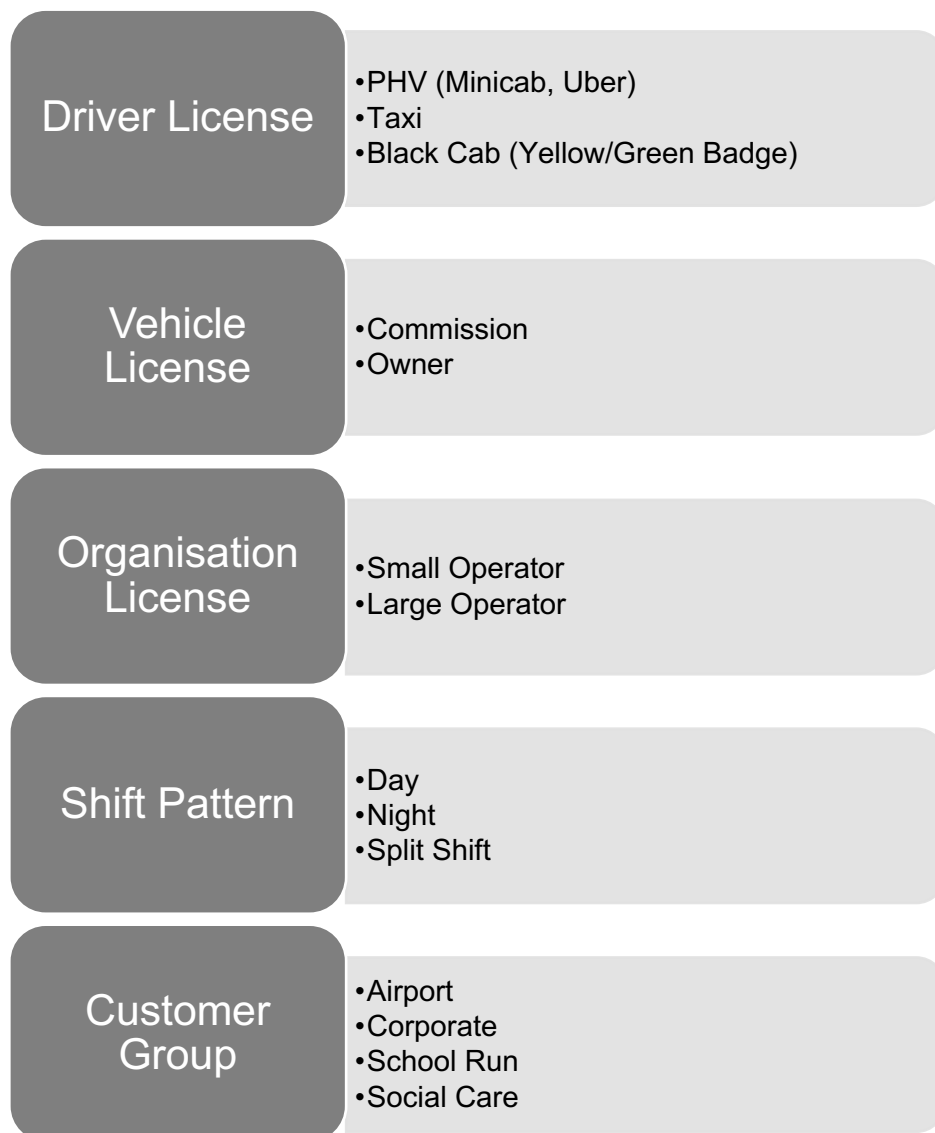 Driver License
•PHV (Minicab, Uber)
•Taxi
•Black Cab (Yellow/Green Badge)
Vehicle
License
•Commission
•Owner
Organisation
License
•Small Operator
•Large Operator
Shift Pattern
•Day
•Night
•Split Shift
Customer
Group
•Airport
•Corporate
•School Run
•Social Care